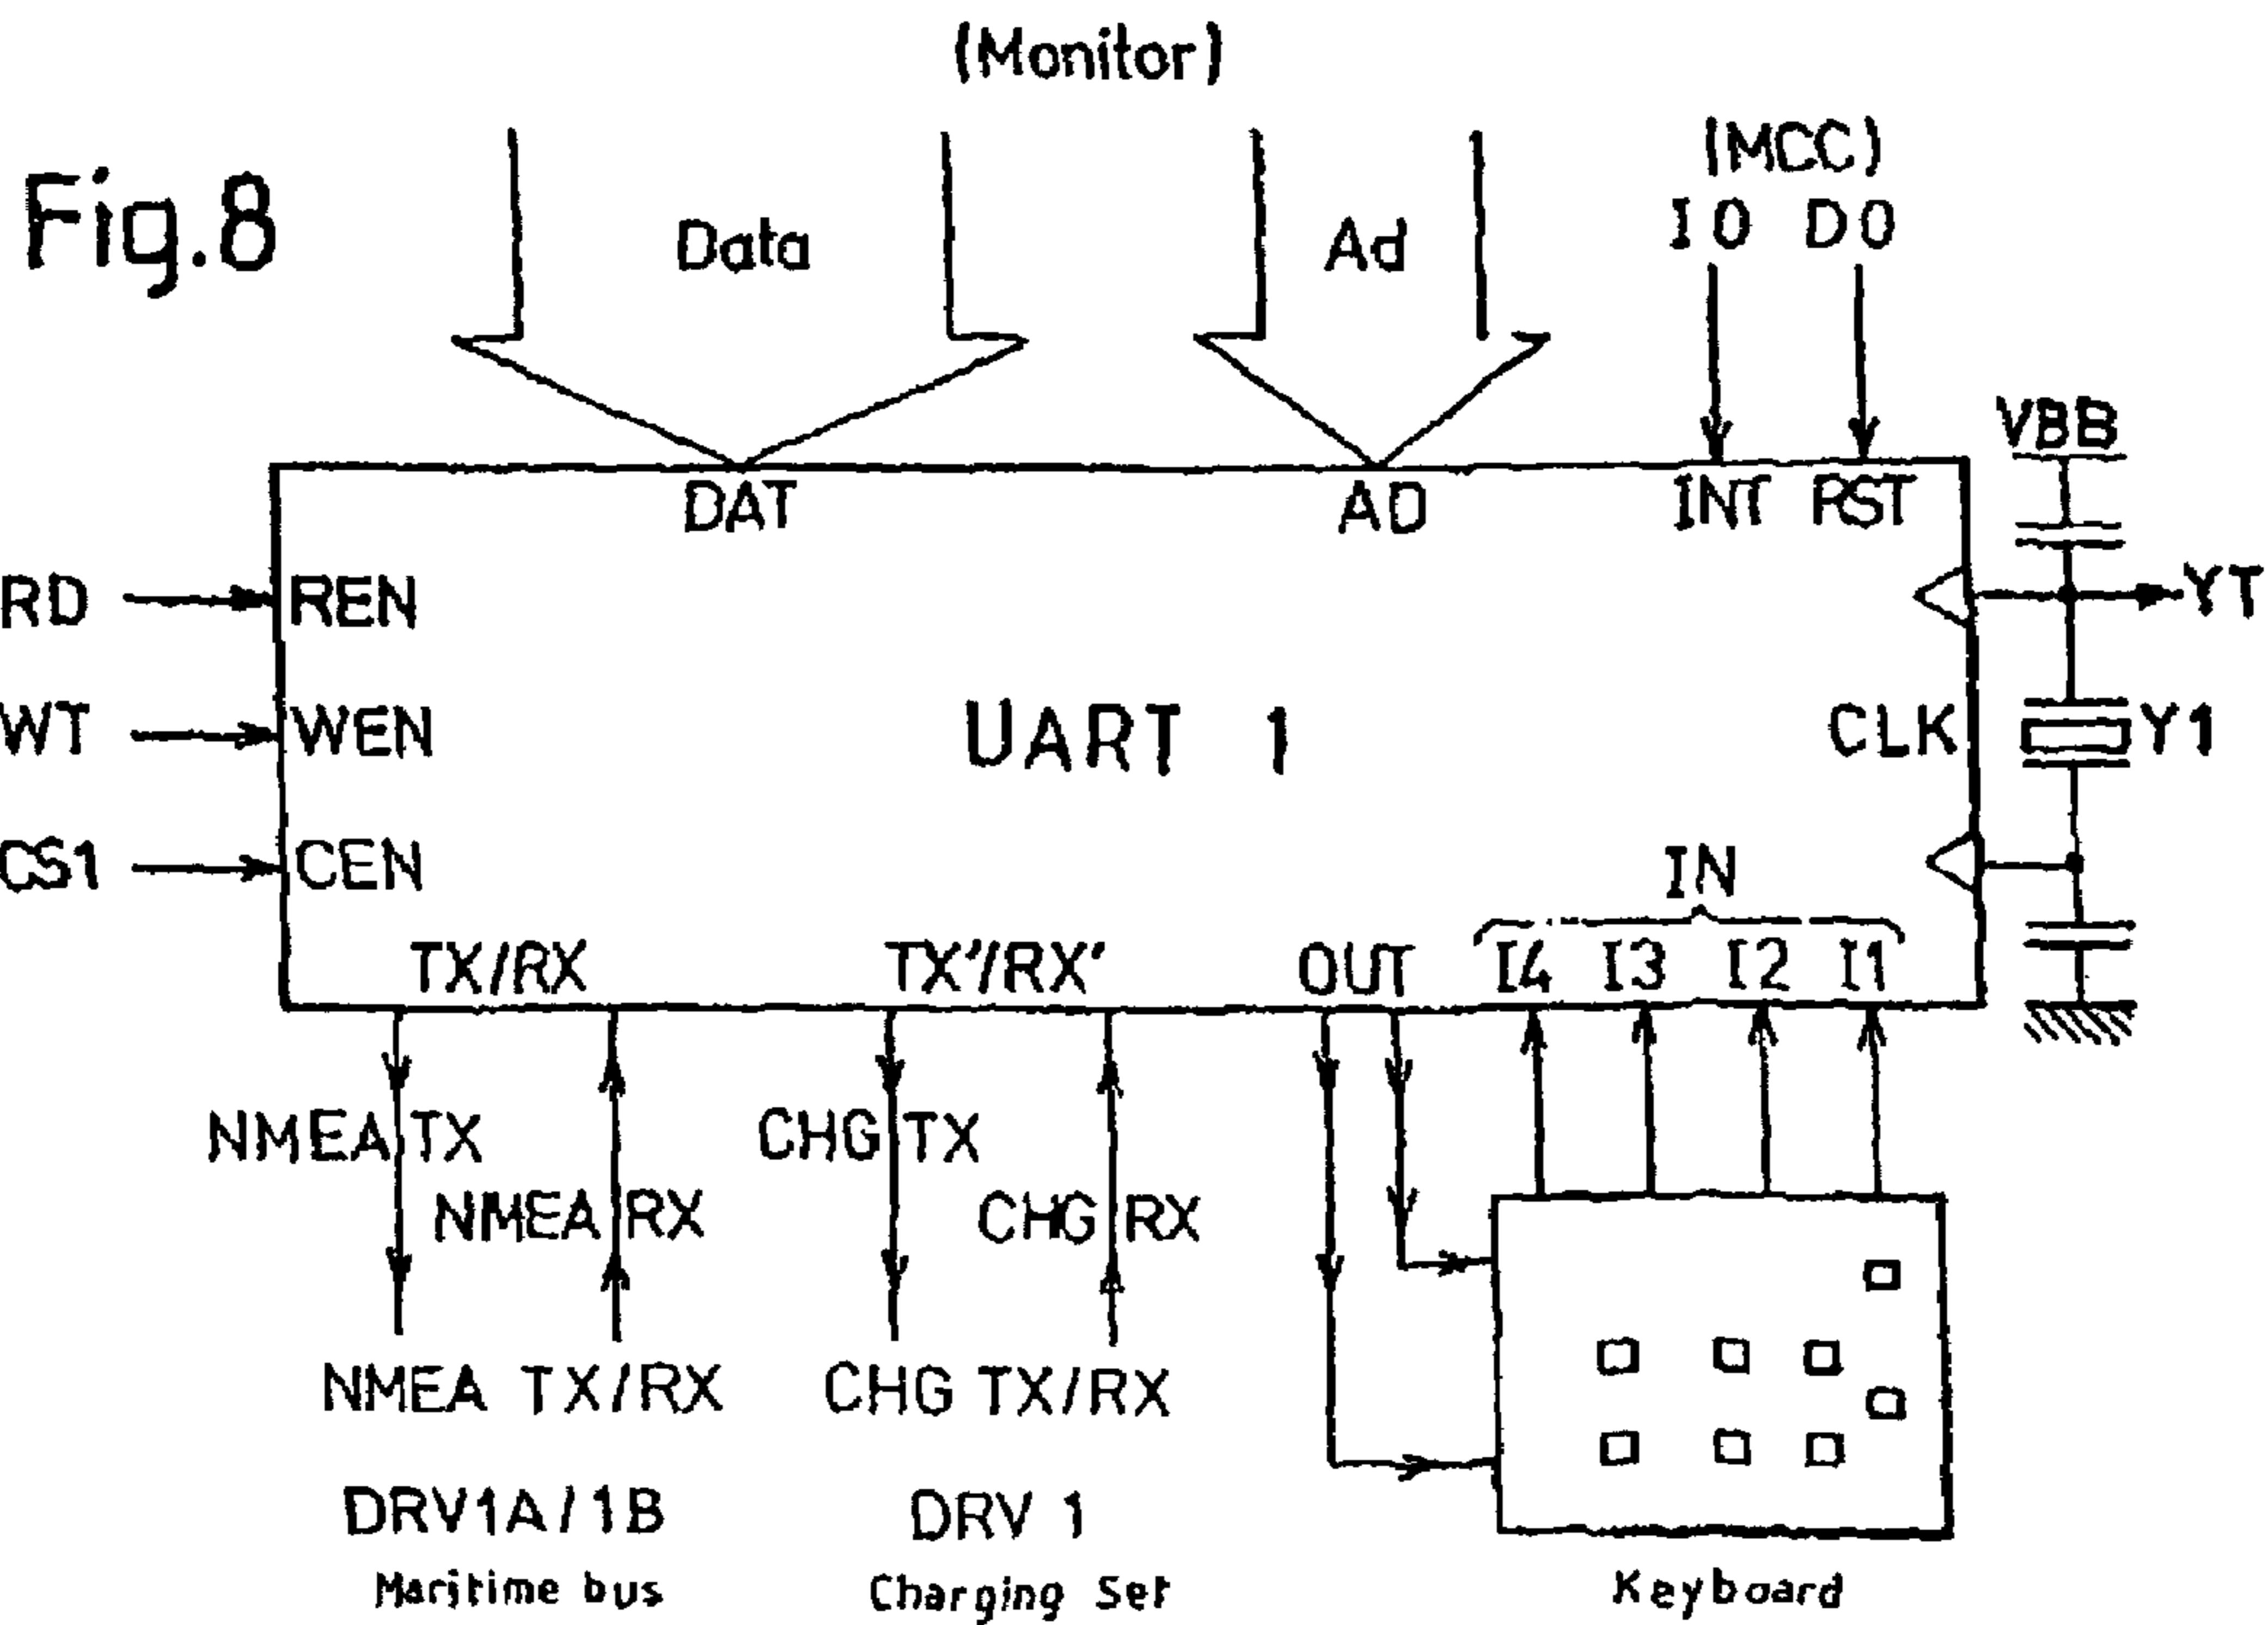 (Monitor)
Fig.8
Data
Ad
(MCC)
I0 D0
VBB
DAT
AD
INT RST
RD
REN
YT
WT
WEN
UART 1
CLK
Y1
CS1
CEN
IN
TX/RX
TX'/RX'
OUT
I4 I3 I2 I1
NMEA TX
CHG TX
NMEA RX
CHG RX
NMEA TX/RX
CHG TX/RX
DRV1A/1B
DRV 1
Maritime bus
Charging Set
Keyboard